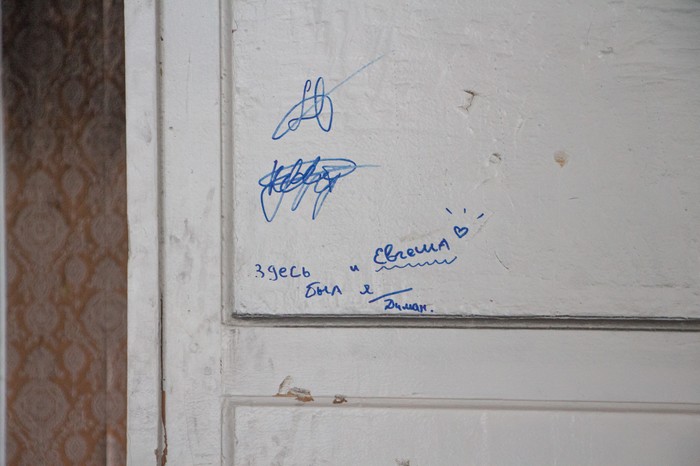 Здесь и Евгеша
был я
Диман.